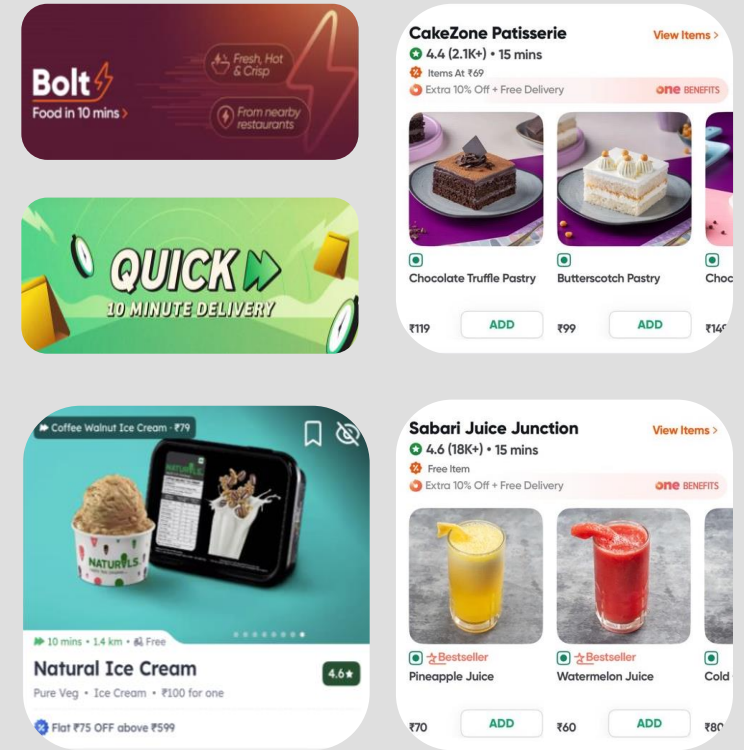 Bolt
Food in 10 mins >
Fresh, Hot
& Crisp
From nearby
restaurants
QUICK
10 MINUTE DELIVERY
Coffee Walnut Ice Cream · ₹79
NATURALS
NATURALS
10 mins • 1.4 km • Free
Natural Ice Cream
4.6★
Pure Veg • Ice Cream • ₹100 for one
Flat ₹75 OFF above ₹599
CakeZone Patisserie
View Items >
4.4 (2.1K+) • 15 mins
Items At ₹69
Extra 10% Off + Free Delivery
one BENEFITS
Chocolate Truffle Pastry
Butterscotch Pastry
Choc
₹119
ADD
₹99
ADD
₹149
Sabari Juice Junction
View Items >
4.6 (18K+) • 15 mins
Free Item
Extra 10% Off + Free Delivery
one BENEFITS
Bestseller
Bestseller
Pineapple Juice
Watermelon Juice
Cold
₹70
ADD
₹60
ADD
₹80